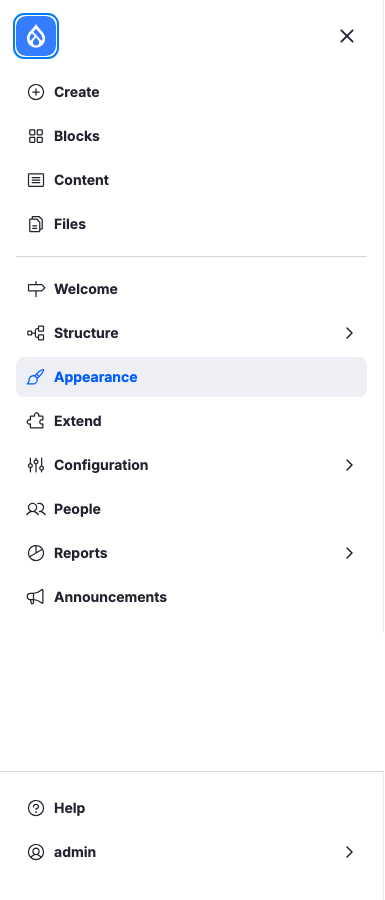 Create
Blocks
Content
Files
Welcome
Structure
Appearance
Extend
Configuration
People
Reports
Announcements
Help
admin